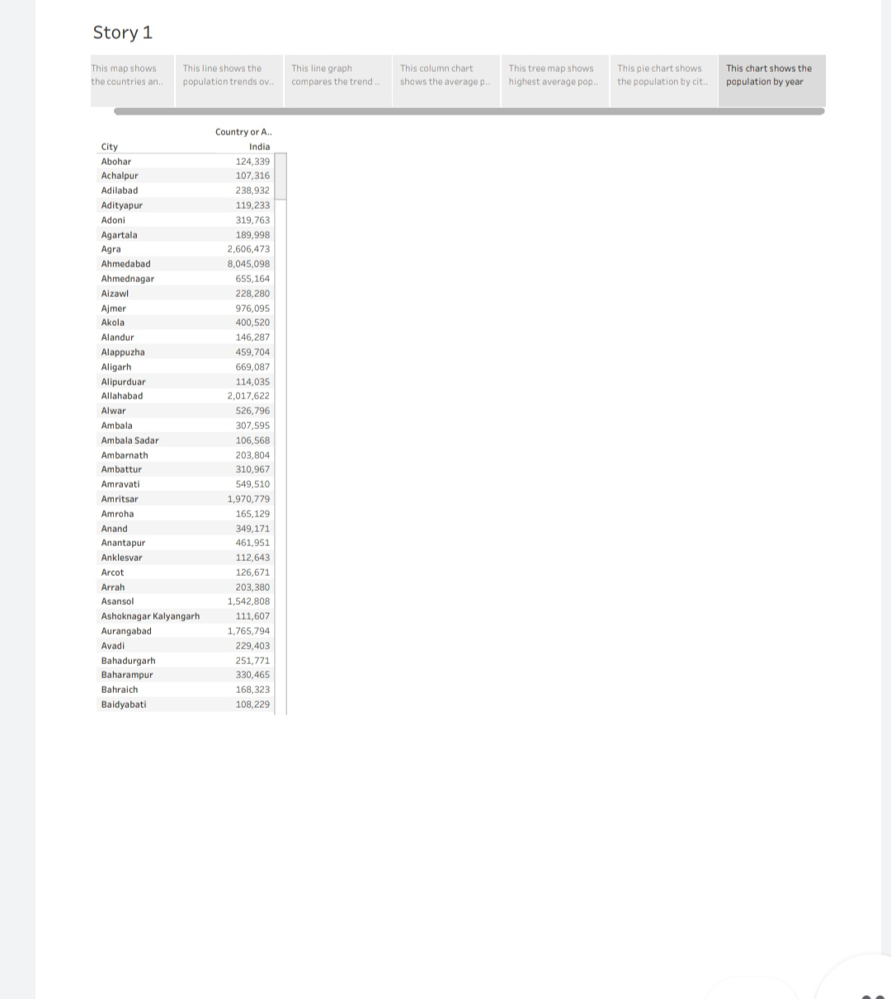 Story 1
This map shows
the countries an..
This line shows the
population trends ov..
This line graph
compares the trend ..
This column chart
shows the average p..
This tree map shows
highest average pop..
This pie chart shows
the population by cit..
This chart shows the
population by year
Country or A..
City India
Abohar 124,339
Achalpur 107,316
Adilabad 238,932
Adityapur 119,233
Adoni 319,763
Agartala 189,998
Agra 2,606,473
Ahmedabad 8,045,098
Ahmednagar 655,164
Aizawl 228,280
Ajmer 976,095
Akola 400,520
Alandur 146,287
Alappuzha 459,704
Aligarh 669,087
Alipurduar 114,035
Allahabad 2,017,622
Alwar 526,796
Ambala 307,595
Ambala Sadar 106,568
Ambarnath 203,804
Ambattur 310,967
Amravati 549,510
Amritsar 1,970,779
Amroha 165,129
Anand 349,171
Anantapur 461,951
Anklesvar 112,643
Arcot 126,671
Arrah 203,380
Asansol 1,542,808
Ashoknagar Kalyangarh 111,607
Aurangabad 1,765,794
Avadi 229,403
Bahadurgarh 251,771
Baharampur 330,465
Bahraich 168,323
Baidyabati 108,229